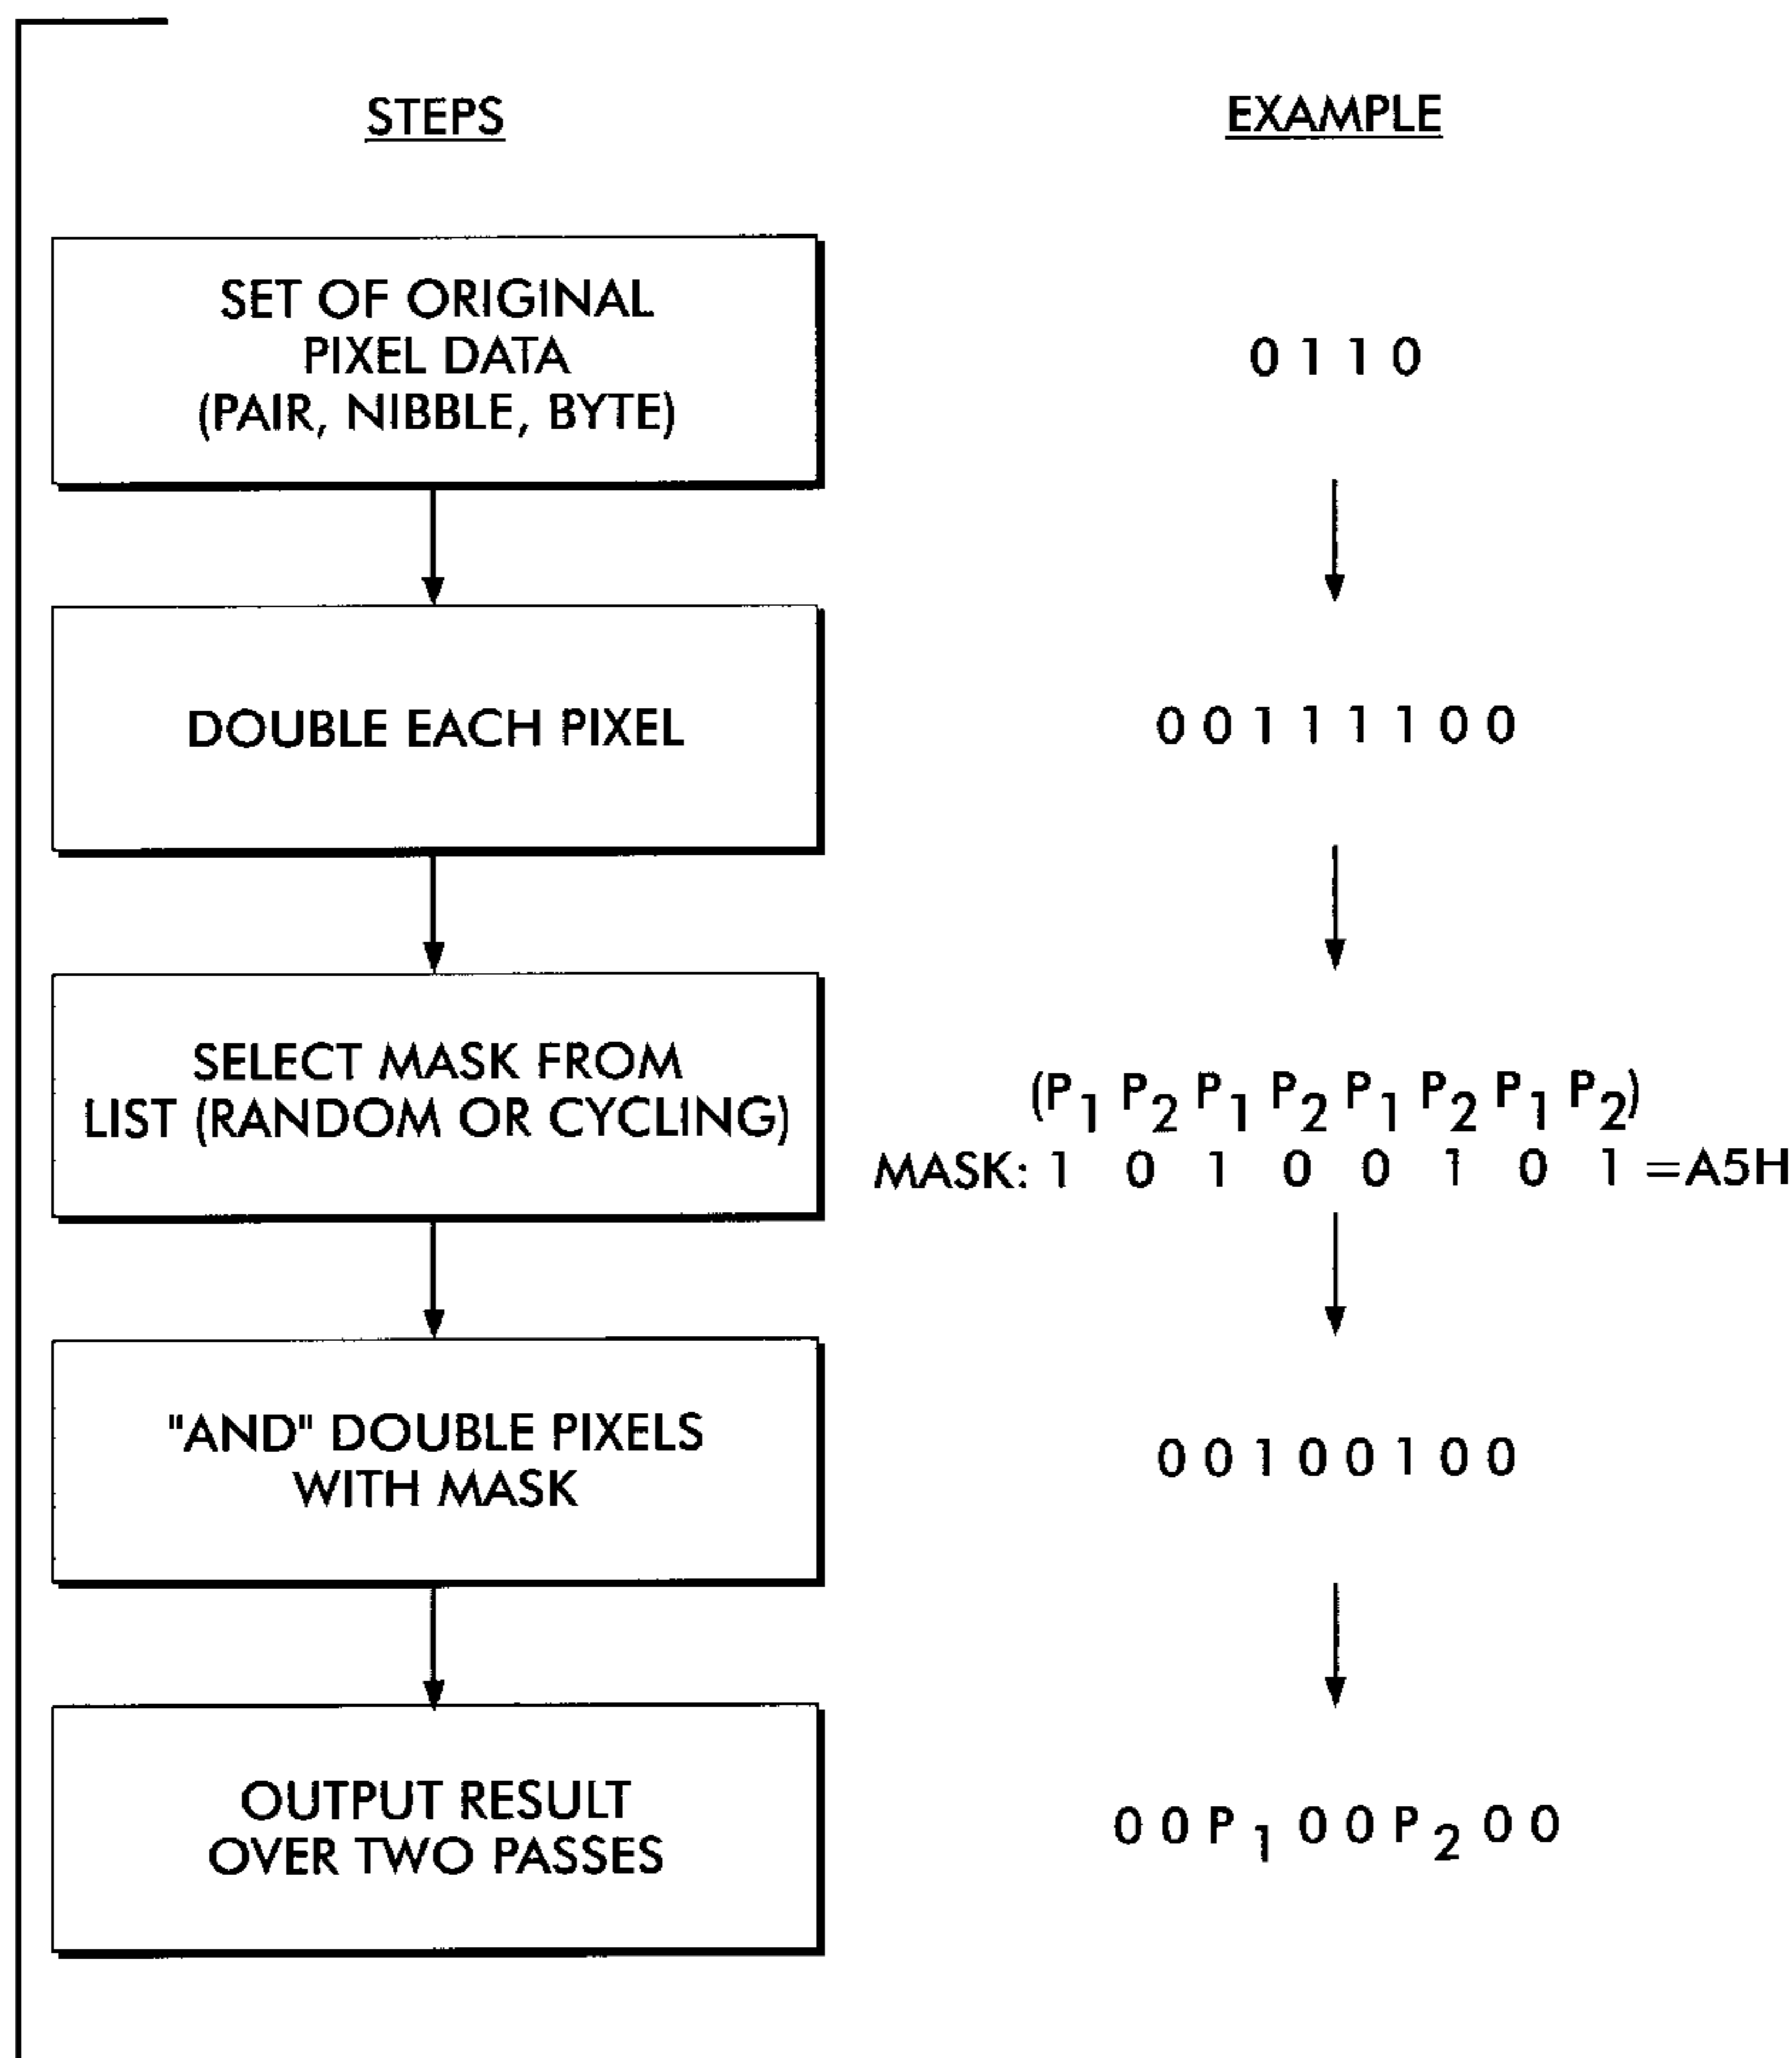 STEPS
EXAMPLE
SET OF ORIGINAL
PIXEL DATA
(PAIR, NIBBLE, BYTE)
0 1 1 0
DOUBLE EACH PIXEL
0 0 1 1 1 1 0 0
SELECT MASK FROM
LIST (RANDOM OR CYCLING)
(P1 P2 P1 P2 P1 P2 P1 P2)
MASK: 1 0 1 0 0 1 0 1 =A5H
"AND" DOUBLE PIXELS
WITH MASK
0 0 1 0 0 1 0 0
OUTPUT RESULT
OVER TWO PASSES
0 0 P1 0 0 P2 0 0